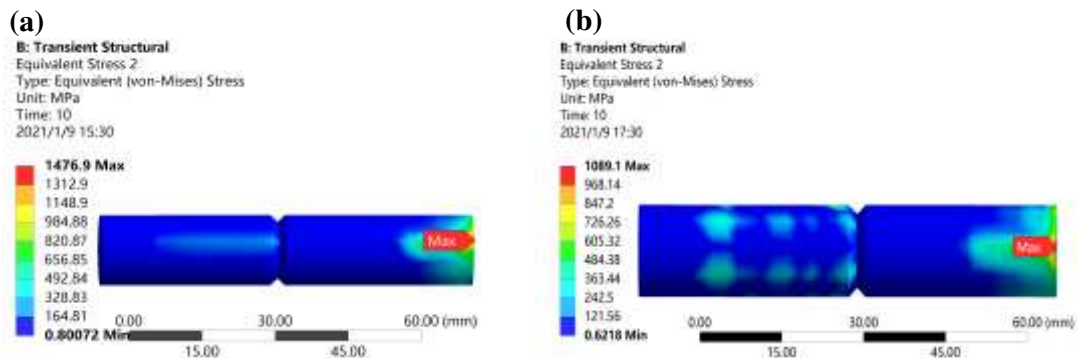 (a)
B: Transient Structural
Equivalent Stress 2
Type: Equivalent (von-Mises) Stress
Unit: MPa
Time: 10
2021/1/9 15:30
1476.9 Max
1312.9
1148.9
984.88
820.87
656.85
492.84
328.83
164.81
0.80072 Min
Max
0.00 30.00 60.00 (mm)
15.00 45.00
(b)
B: Transient Structural
Equivalent Stress 2
Type: Equivalent (von-Mises) Stress
Unit: MPa
Time: 10
2021/1/9 17:30
1089.1 Max
968.14
847.2
726.26
605.32
484.38
363.44
242.5
121.56
0.6218 Min
Max
0.00 30.00 60.00 (mm)
15.00 45.00